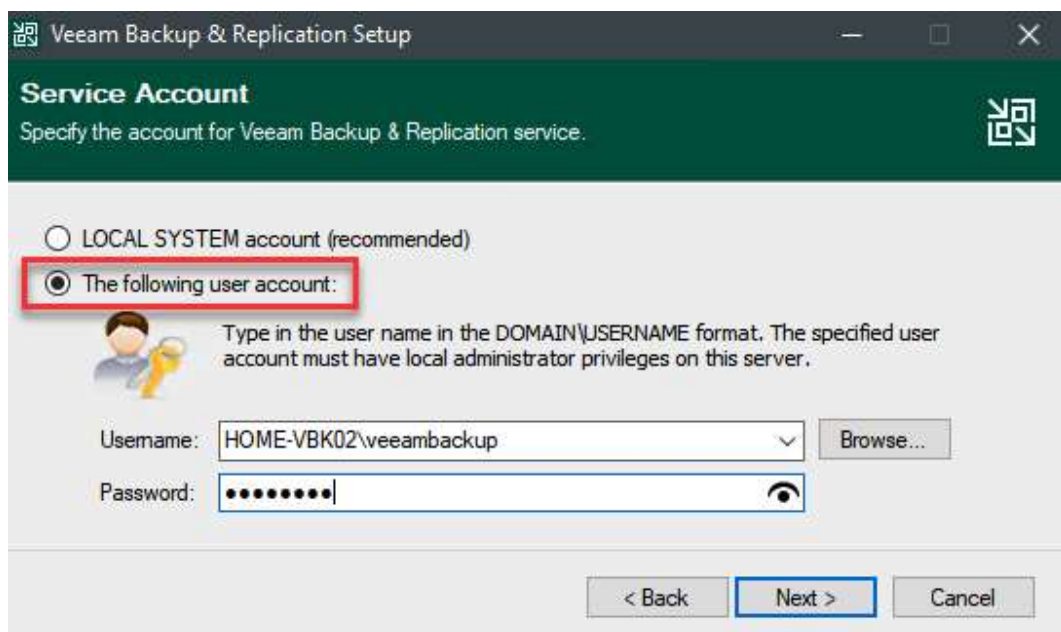 Veeam Backup & Replication Setup
Service Account
Specify the account for Veeam Backup & Replication service.
LOCAL SYSTEM account (recommended)
The following user account:
Type in the user name in the DOMAIN\USERNAME format. The specified user
account must have local administrator privileges on this server.
Username: HOME-VBK02\veeambackup Browse...
Password: ●●●●●●●●
< Back Next > Cancel